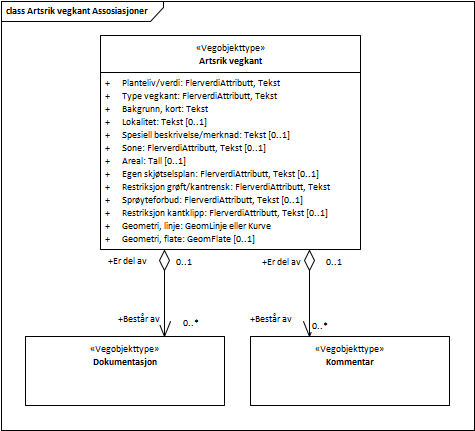 class Artsrik vegkant Assosiasjoner
«Vegobjekttype»
Artsrik vegkant
+ Planteliv/verdi: FlerverdiAttributt, Tekst
+ Type vegkant: FlerverdiAttributt, Tekst
+ Bakgrunn, kort: Tekst
+ Lokalitet: Tekst [0..1]
+ Spesiell beskrivelse/merknad: Tekst [0..1]
+ Sone: FlerverdiAttributt, Tekst [0..1]
+ Areal: Tall [0..1]
+ Egen skjøtselsplan: FlerverdiAttributt, Tekst [0..1]
+ Restriksjon grøft/kantrensk: FlerverdiAttributt, Tekst
+ Sprøyteforbud: FlerverdiAttributt, Tekst [0..1]
+ Restriksjon kantklipp: FlerverdiAttributt, Tekst [0..1]
+ Geometri, linje: GeomLinje eller Kurve
+ Geometri, flate: GeomFlate [0..1]
+Er del av 0..1 +Er del av 0..1
+Består av 0..* +Består av 0..*
«Vegobjekttype» «Vegobjekttype»
Dokumentasjon Kommentar